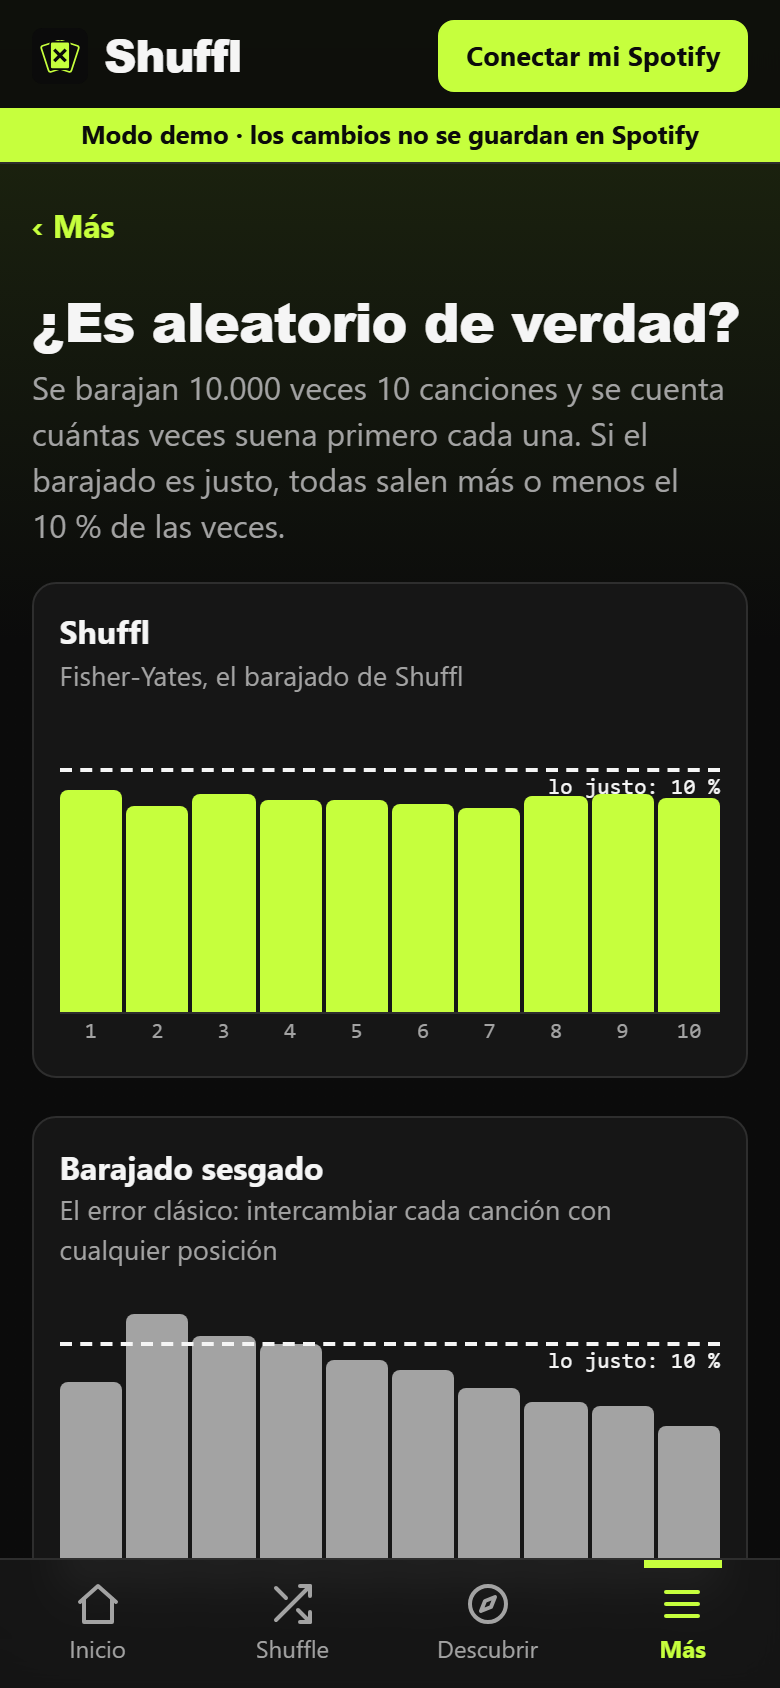 Shuffl
Conectar mi Spotify
Modo demo · los cambios no se guardan en Spotify
‹ Más
¿Es aleatorio de verdad?
Se barajan 10.000 veces 10 canciones y se cuenta
cuántas veces suena primero cada una. Si el
barajado es justo, todas salen más o menos el
10 % de las veces.
Shuffl
Fisher-Yates, el barajado de Shuffl
lo justo: 10 %
1 2 3 4 5 6 7 8 9 10
Barajado sesgado
El error clásico: intercambiar cada canción con
cualquier posición
lo justo: 10 %
Inicio Shuffle Descubrir Más